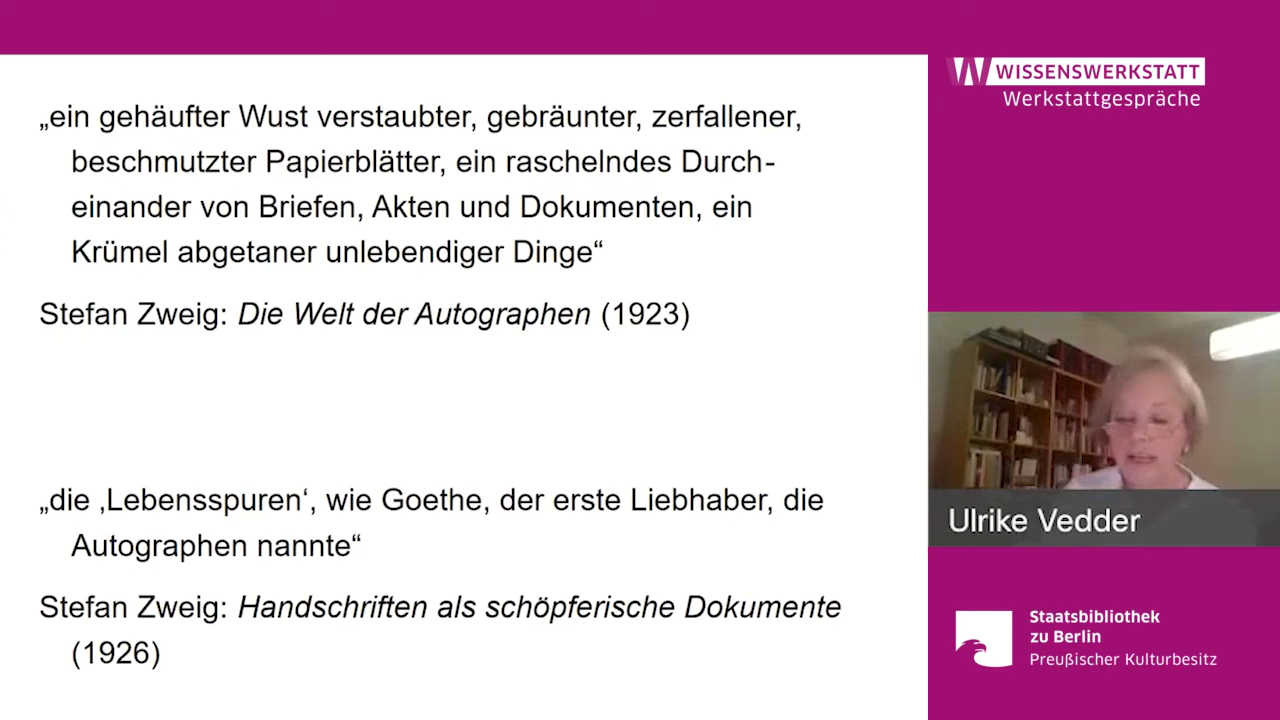 „ein gehäufter Wust verstaubter, gebräunter, zerfallener,
beschmutzter Papierblätter, ein raschelndes Durch-
einander von Briefen, Akten und Dokumenten, ein
Krümel abgetaner unlebendiger Dinge“
Stefan Zweig: Die Welt der Autographen (1923)
„die ‚Lebensspuren‘, wie Goethe, der erste Liebhaber, die
Autographen nannte“
Stefan Zweig: Handschriften als schöpferische Dokumente
(1926)
W WISSENSWERKSTATT
Werkstattgespräche
Ulrike Vedder
Staatsbibliothek
zu Berlin
Preußischer Kulturbesitz